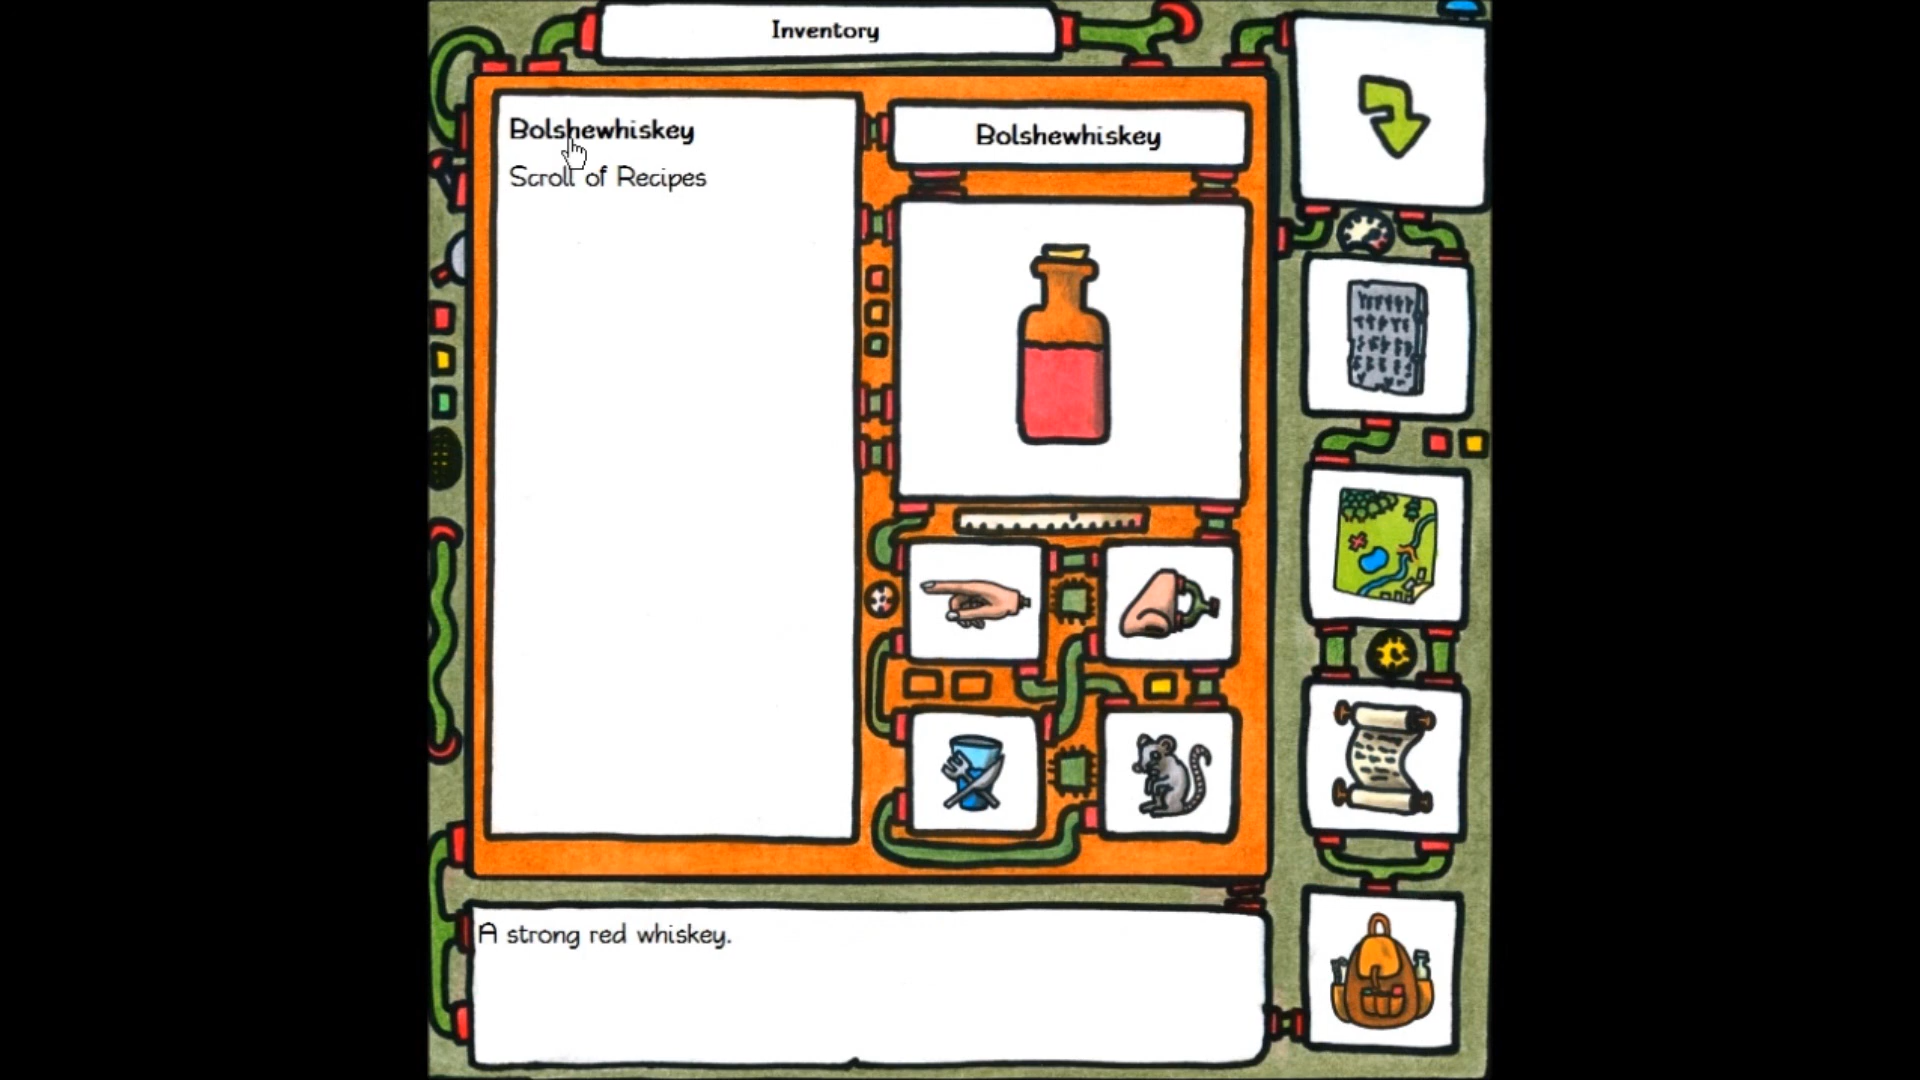 Inventory
Bolshewhiskey
Scroll of Recipes
Bolshewhiskey
A strong red whiskey.